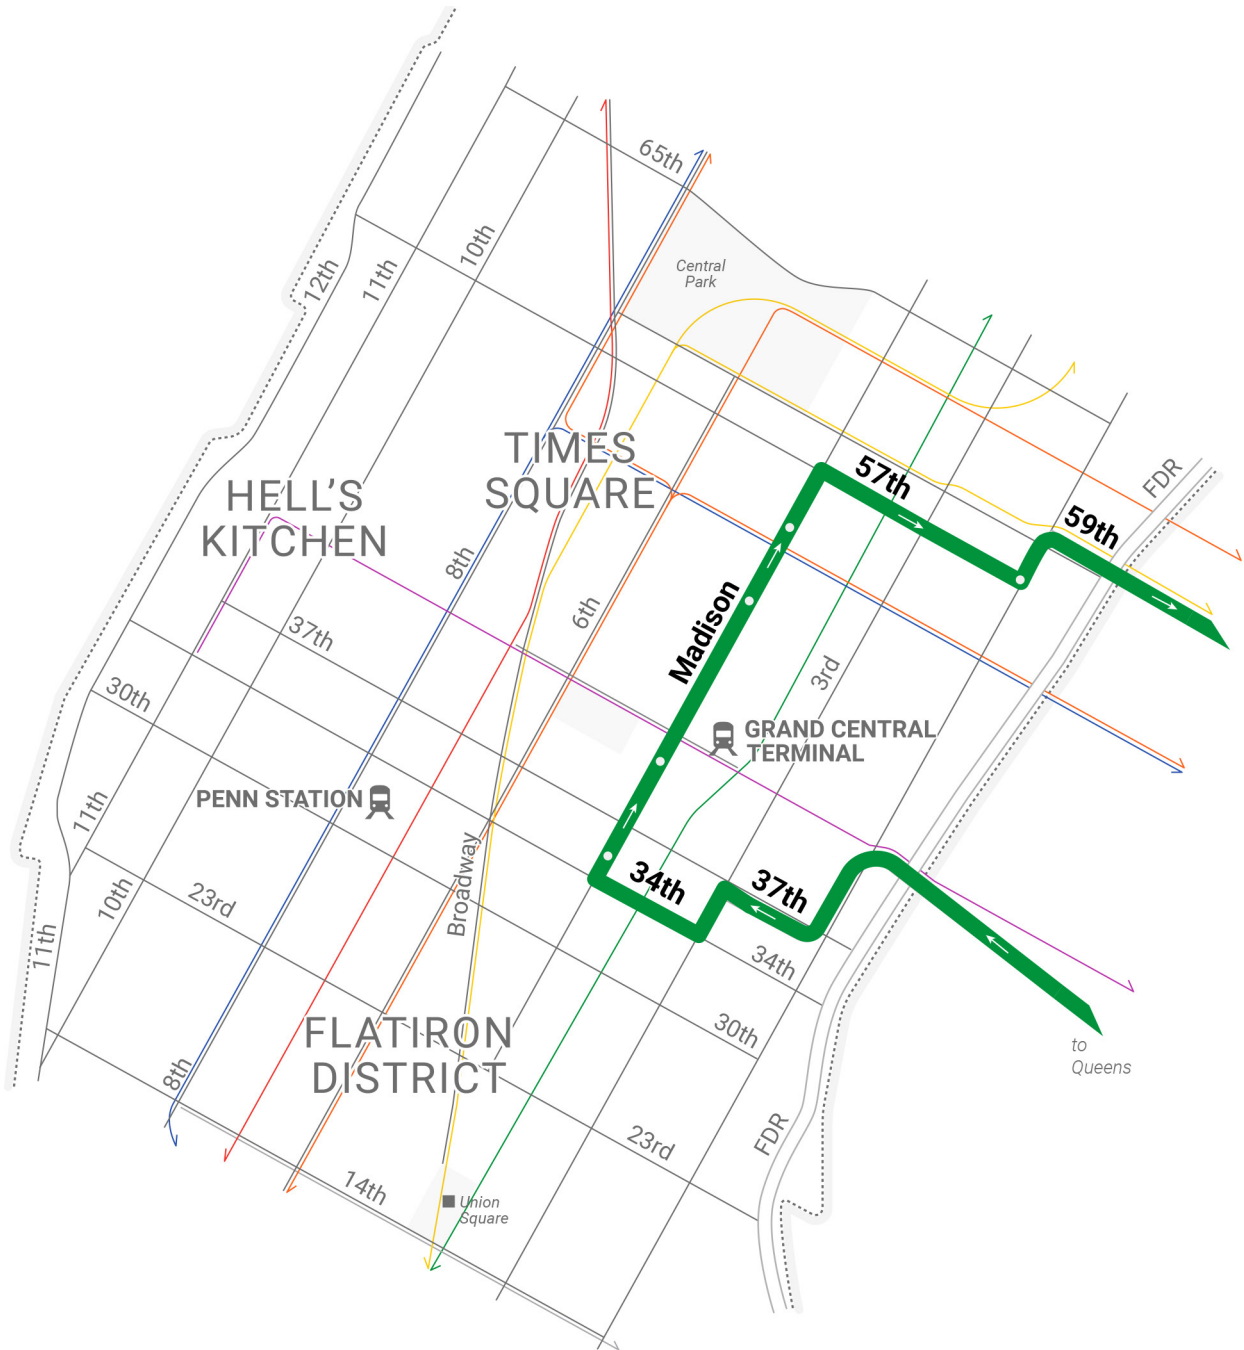 65th
Central
Park
10th
12th
11th
57th
FDR
59th
TIMES
SQUARE
HELL'S
KITCHEN
8th
6th
37th
Madison
3rd
30th
GRAND CENTRAL
TERMINAL
PENN STATION
11th
Broadway
34th
37th
10th
23rd
11th
34th
30th
FLATIRON
DISTRICT
to
Queens
8th
FDR
23rd
14th
Union
Square